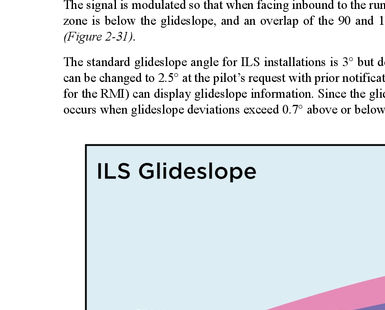 The signal is modulated so that when facing inbound to the run
zone is below the glideslope, and an overlap of the 90 and 1
(Figure 2-31).
The standard glideslope angle for ILS installations is 3° but d
can be changed to 2.5° at the pilot's request with prior notificat
for the RMI) can display glideslope information. Since the glid
occurs when glideslope deviations exceed 0.7° above or below
ILS Glideslope